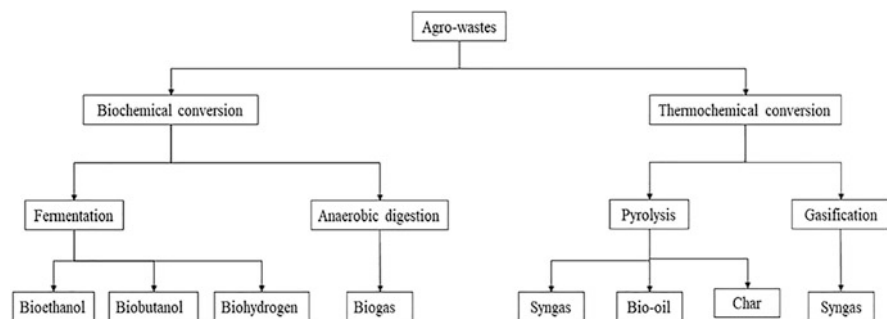 Agro-wastes
Biochemical conversion
Thermochemical conversion
Fermentation
Anaerobic digestion
Pyrolysis
Gasification
Bioethanol
Biobutanol
Biohydrogen
Biogas
Syngas
Bio-oil
Char
Syngas